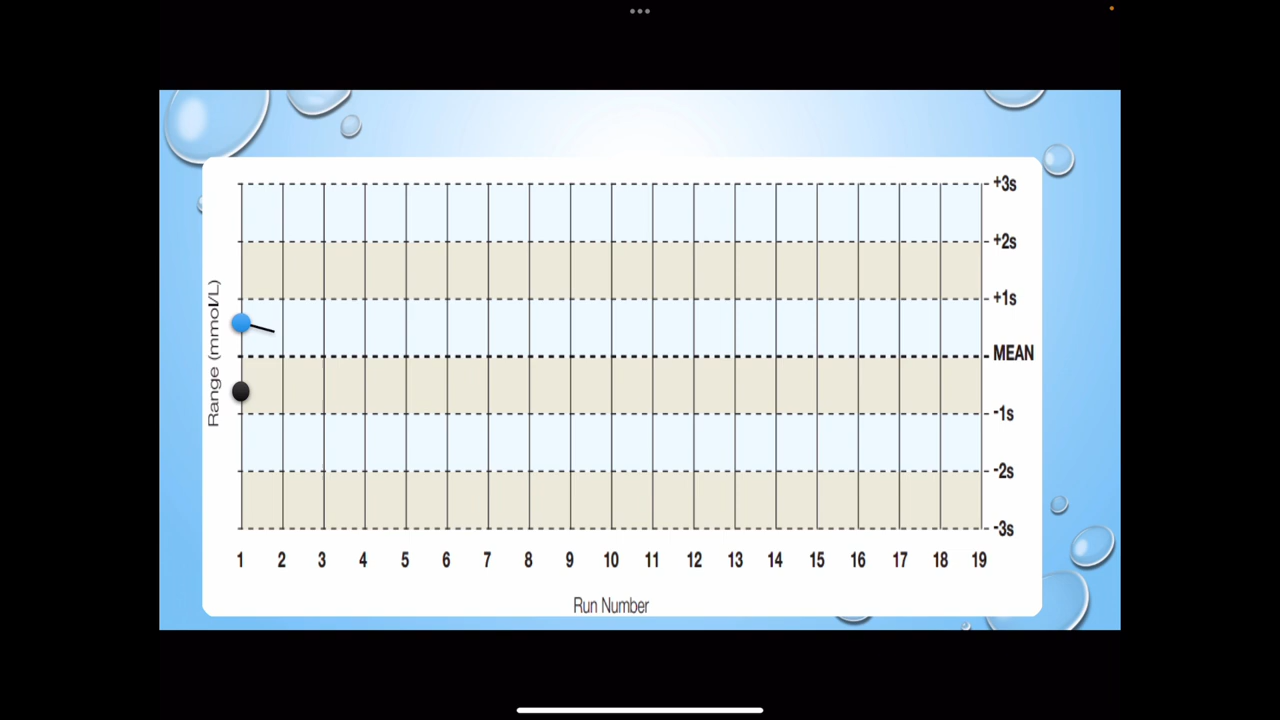 +3s
+2s
+1s
MEAN
-1s
-2s
-3s
Range (mmol/L)
1 2 3 4 5 6 7 8 9 10 11 12 13 14 15 16 17 18 19
Run Number